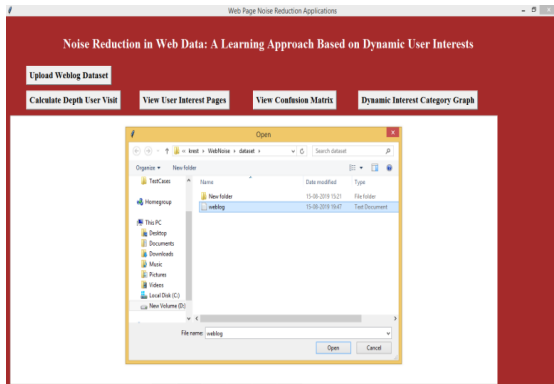 Web Page Noise Reduction Applications
Noise Reduction in Web Data: A Learning Approach Based on Dynamic User Interests
Upload Weblog Dataset
Calculate Depth User Visit View User Interest Pages View Confusion Matrix Dynamic Interest Category Graph
Open
« krest › WebNoise › dataset › Search dataset
Organize New folder
TestCases
Homegroup
This PC
Desktop
Documents
Downloads
Music
Pictures
Videos
Local Disk (C:)
New Volume (D:)
Name Date modified Type
New folder 15-08-2019 15:21 File folder
weblog 15-08-2019 19:47 Text Document
File name: weblog
Open Cancel